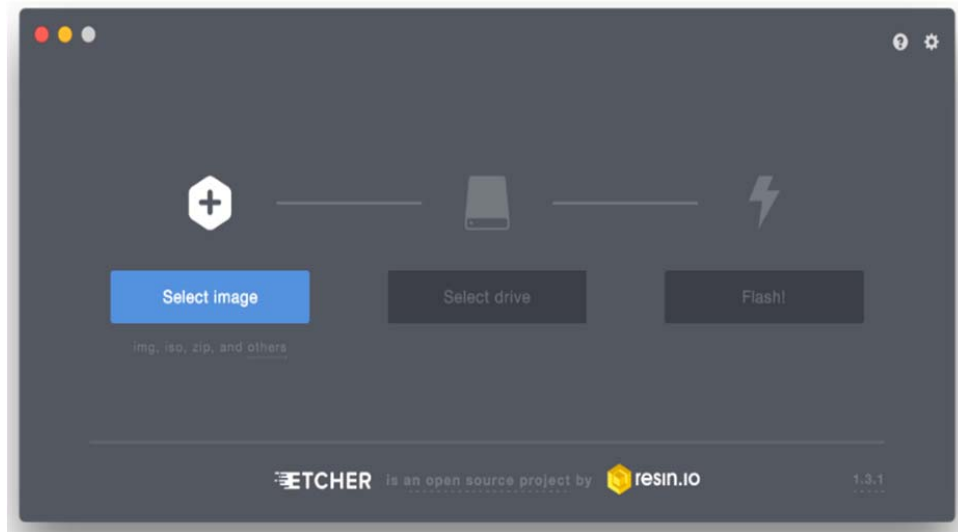 Select image
Select drive
Flash!
img, iso, zip, and others
ETCHER is an open source project by resin.io
1.3.1